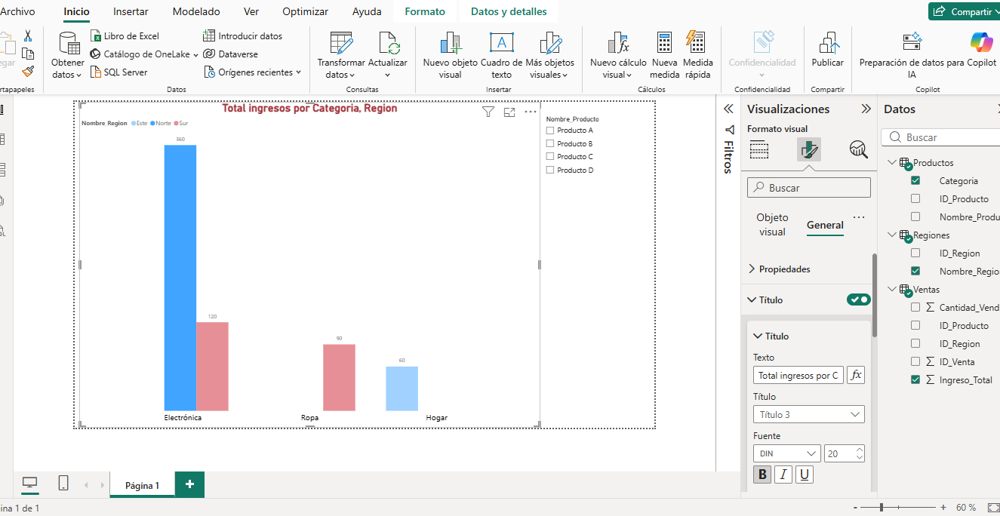 Archivo Inicio Insertar Modelado Ver Optimizar Ayuda Formato Datos y detalles Compartir
Obtener datos
Libro de Excel
Catálogo de OneLake
SQL Server
Introducir datos
Dataverse
Orígenes recientes
Transformar datos
Actualizar
Nuevo objeto visual
Cuadro de texto
Más objetos visuales
Nuevo cálculo visual
Nueva medida
Medida rápida
Confidencialidad
Publicar
Preparación de datos para IA
Copilot
Datos
Consultas
Insertar
Cálculos
Confidencialidad
Compartir
Copilot
Total ingresos por Categoria, Region
Nombre Region Este Norte Sur
360
120
90
60
Electrónica Ropa Hogar
Nombre_Producto
Producto A
Producto B
Producto C
Producto D
Filtros
Visualizaciones
Formato visual
Buscar
Objeto visual
General
Propiedades
Título
Título
Texto
Total ingresos por C
fx
Título
Título 3
Fuente
DIN 20
B I U
Datos
Buscar
Productos
Categoria
ID_Producto
Nombre_Produ
Regiones
ID_Region
Nombre_Regio
Ventas
Cantidad_Vend
ID_Producto
ID_Region
ID_Venta
Ingreso_Total
Página 1
ina 1 de 1
- + 60 %